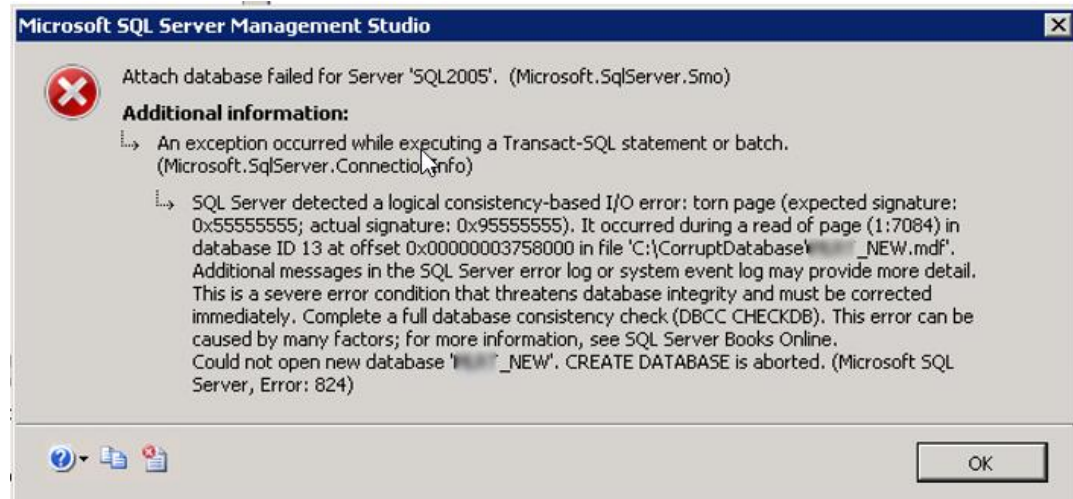 Microsoft SQL Server Management Studio
Attach database failed for Server 'SQL2005'. (Microsoft.SqlServer.Smo)
Additional information:
An exception occurred while executing a Transact-SQL statement or batch.
(Microsoft.SqlServer.ConnectionInfo)
SQL Server detected a logical consistency-based I/O error: torn page (expected signature:
0x55555555; actual signature: 0x95555555). It occurred during a read of page (1:7084) in
database ID 13 at offset 0x00000003758000 in file 'C:\CorruptDatabase\ _NEW.mdf'.
Additional messages in the SQL Server error log or system event log may provide more detail.
This is a severe error condition that threatens database integrity and must be corrected
immediately. Complete a full database consistency check (DBCC CHECKDB). This error can be
caused by many factors; for more information, see SQL Server Books Online.
Could not open new database ' _NEW'. CREATE DATABASE is aborted. (Microsoft SQL
Server, Error: 824)
OK